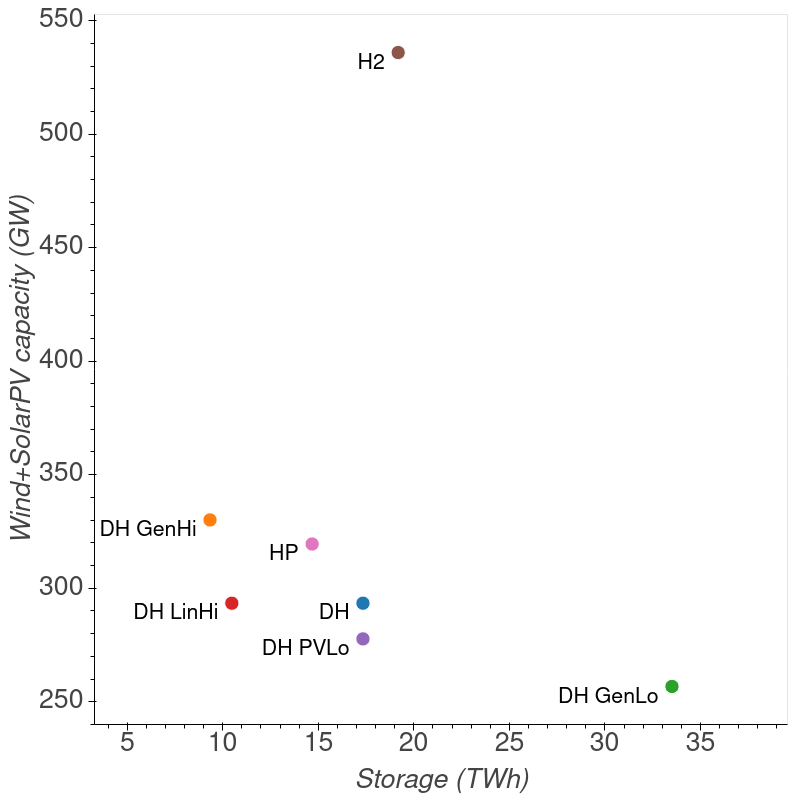 550
H2
500
450
Wind+SolarPV capacity (GW)
400
350
DH GenHi
HP
300
DH LinHi
DH
DH PVLo
DH GenLo
250
5 10 15 20 25 30 35
Storage (TWh)